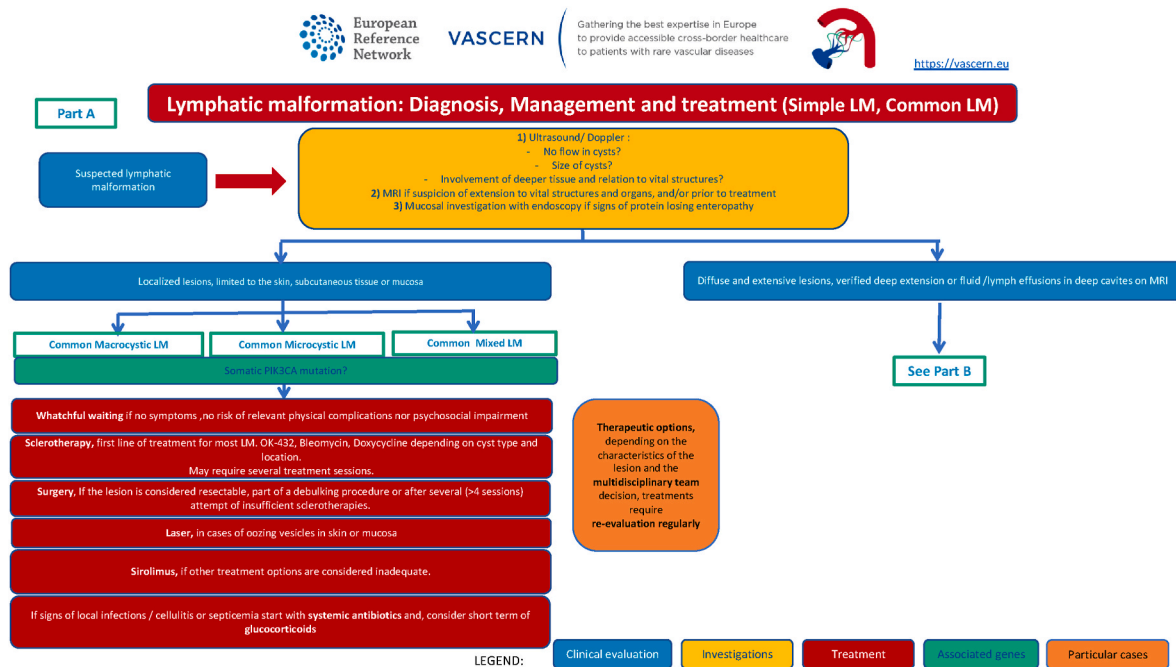 European
Reference
Network
VASCERN
Gathering the best expertise in Europe
to provide accessible cross-border healthcare
to patients with rare vascular diseases
https://vascern.eu
Part A
Lymphatic malformation: Diagnosis, Management and treatment (Simple LM, Common LM)
Suspected lymphatic
malformation
1) Ultrasound/ Doppler :
- No flow in cysts?
- Size of cysts?
- Involvement of deeper tissue and relation to vital structures?
2) MRI if suspicion of extension to vital structures and organs, and/or prior to treatment
3) Mucosal investigation with endoscopy if signs of protein losing enteropathy
Localized lesions, limited to the skin, subcutaneous tissue or mucosa
Diffuse and extensive lesions, verified deep extension or fluid /lymph effusions in deep cavites on MRI
Common Macrocystic LM
Common Microcystic LM
Common Mixed LM
Somatic PIK3CA mutation?
See Part B
Whatchful waiting if no symptoms ,no risk of relevant physical complications nor psychosocial impairment
Sclerotherapy, first line of treatment for most LM. OK-432, Bleomycin, Doxycycline depending on cyst type and
location.
May require several treatment sessions.
Surgery, If the lesion is considered resectable, part of a debulking procedure or after several (>4 sessions)
attempt of insufficient sclerotherapies.
Laser, in cases of oozing vesicles in skin or mucosa
Sirolimus, if other treatment options are considered inadequate.
If signs of local infections / cellulitis or septicemia start with systemic antibiotics and, consider short term of
glucocorticoids
Therapeutic options,
depending on the
characteristics of the
lesion and the
multidisciplinary team
decision, treatments
require
re-evaluation regularly
LEGEND:
Clinical evaluation
Investigations
Treatment
Associated genes
Particular cases